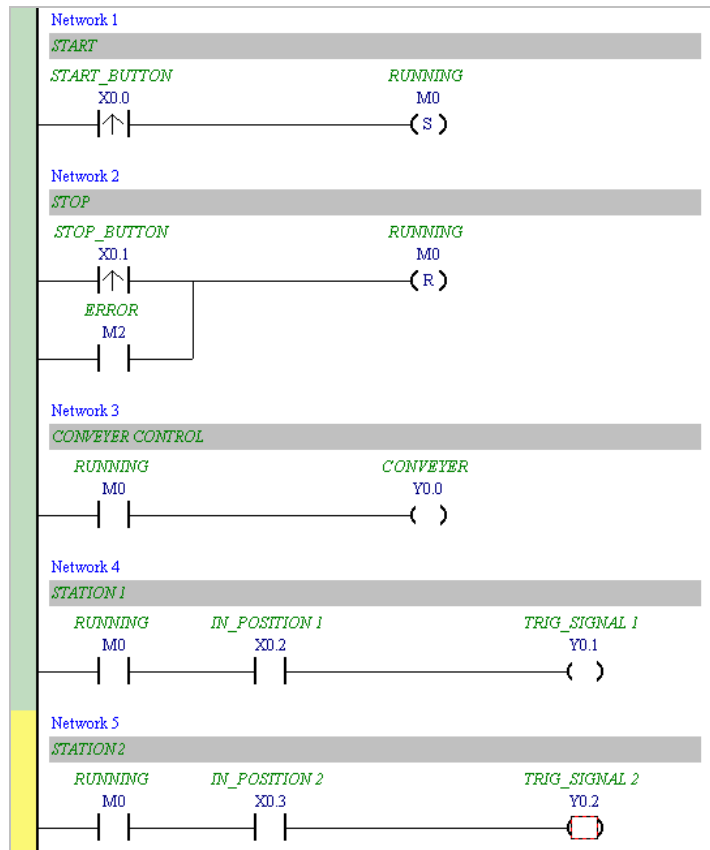 Network 1
START
START_BUTTON RUNNING
X0.0 M0
S
Network 2
STOP
STOP_BUTTON RUNNING
X0.1 M0
R
ERROR
M2
Network 3
CONVEYER CONTROL
RUNNING CONVEYER
M0 Y0.0
Network 4
STATION 1
RUNNING IN_POSITION 1 TRIG_SIGNAL 1
M0 X0.2 Y0.1
Network 5
STATION 2
RUNNING IN_POSITION 2 TRIG_SIGNAL 2
M0 X0.3 Y0.2